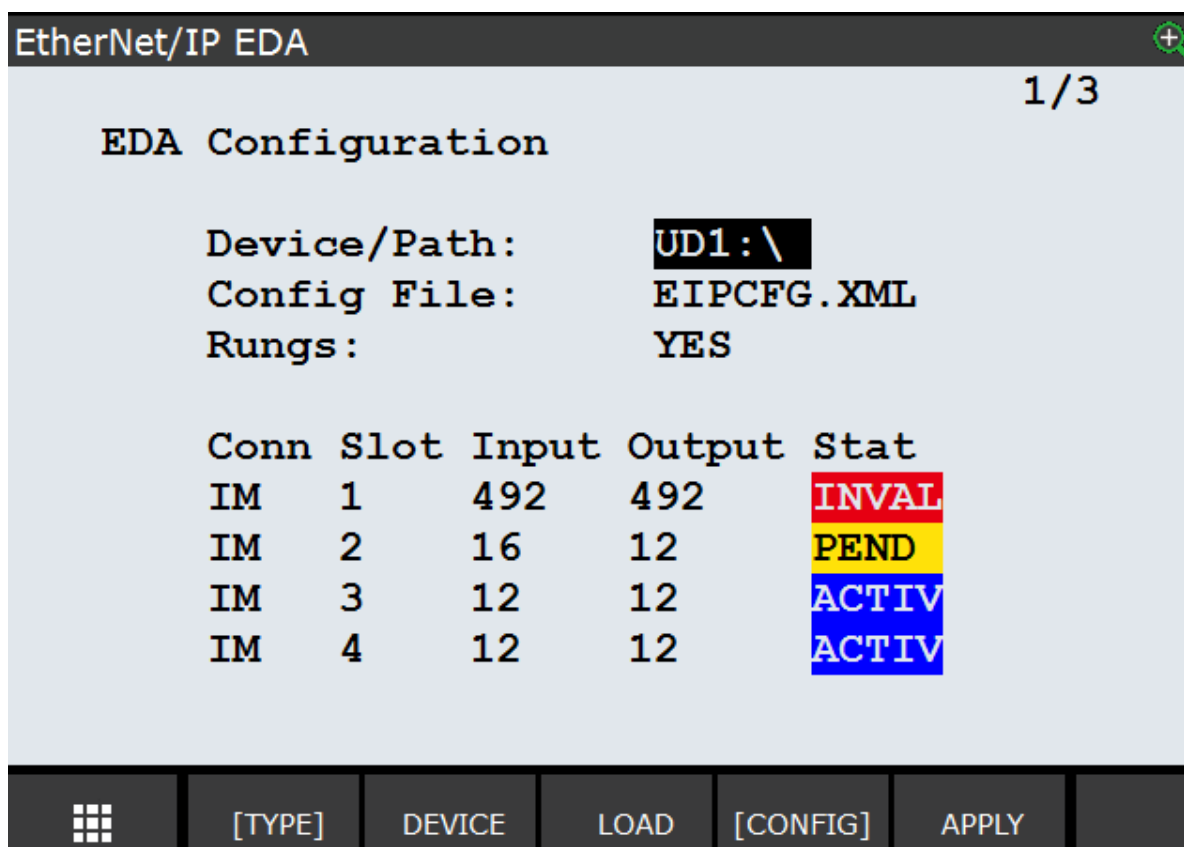 EtherNet/IP EDA
1/3
EDA Configuration
Device/Path: UD1:\
Config File: EIPCFG.XML
Rungs: YES
Conn Slot Input Output Stat
IM 1 492 492 INVAL
IM 2 16 12 PEND
IM 3 12 12 ACTIV
IM 4 12 12 ACTIV
[TYPE] DEVICE LOAD [CONFIG] APPLY